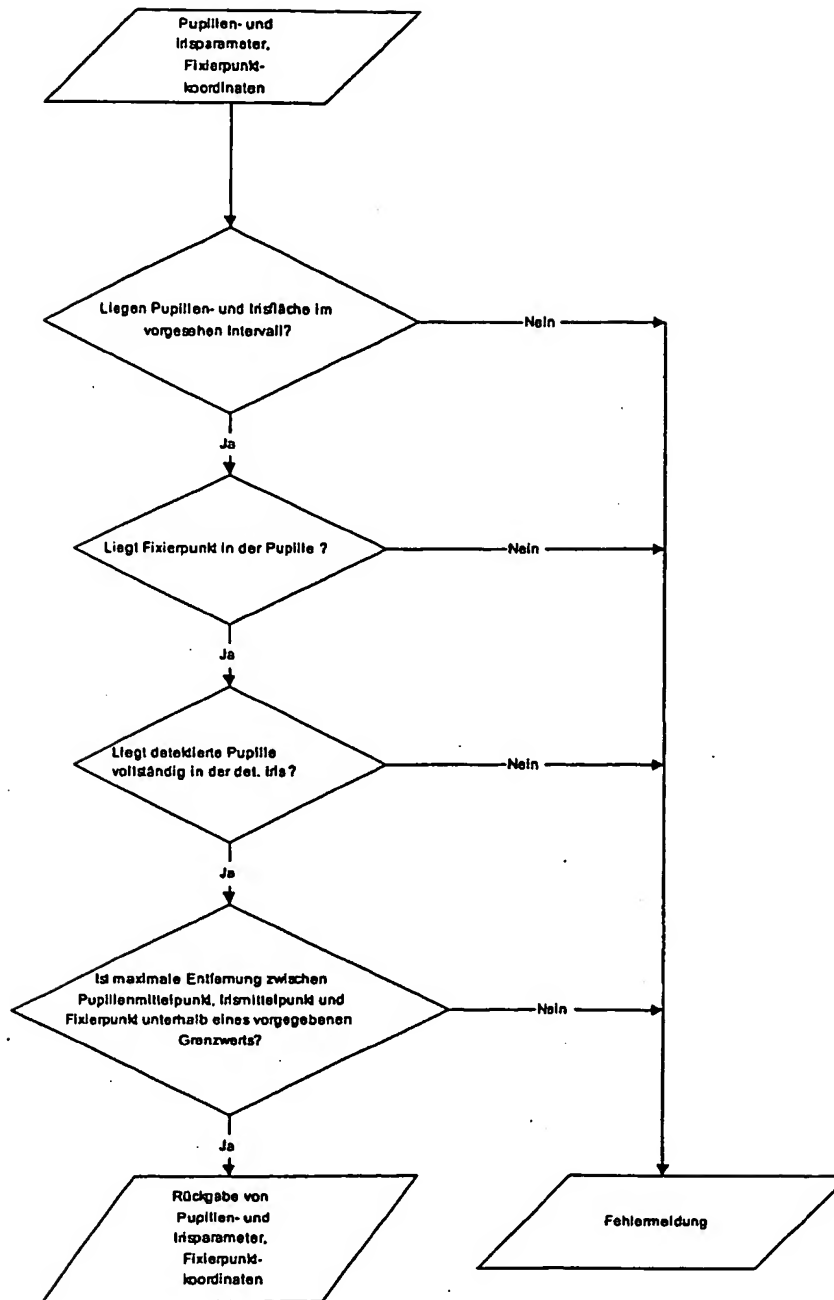 Pupillen- und
Irisparameter,
Fixierpunkt-
koordinaten
Liegen Pupillen- und Irisfläche im
vorgesehen Intervall?
Nein
Ja
Liegt Fixierpunkt in der Pupille ?
Nein
Ja
Liegt detektierte Pupille
vollständig in der det. Iris?
Nein
Ja
Ist maximale Entfernung zwischen
Pupillenmittelpunkt, Irismittelpunkt und
Fixierpunkt unterhalb eines vorgegebenen
Grenzwerts?
Nein
Ja
Rückgabe von
Pupillen- und
Irisparameter,
Fixierpunkt-
koordinaten
Fehlermeldung